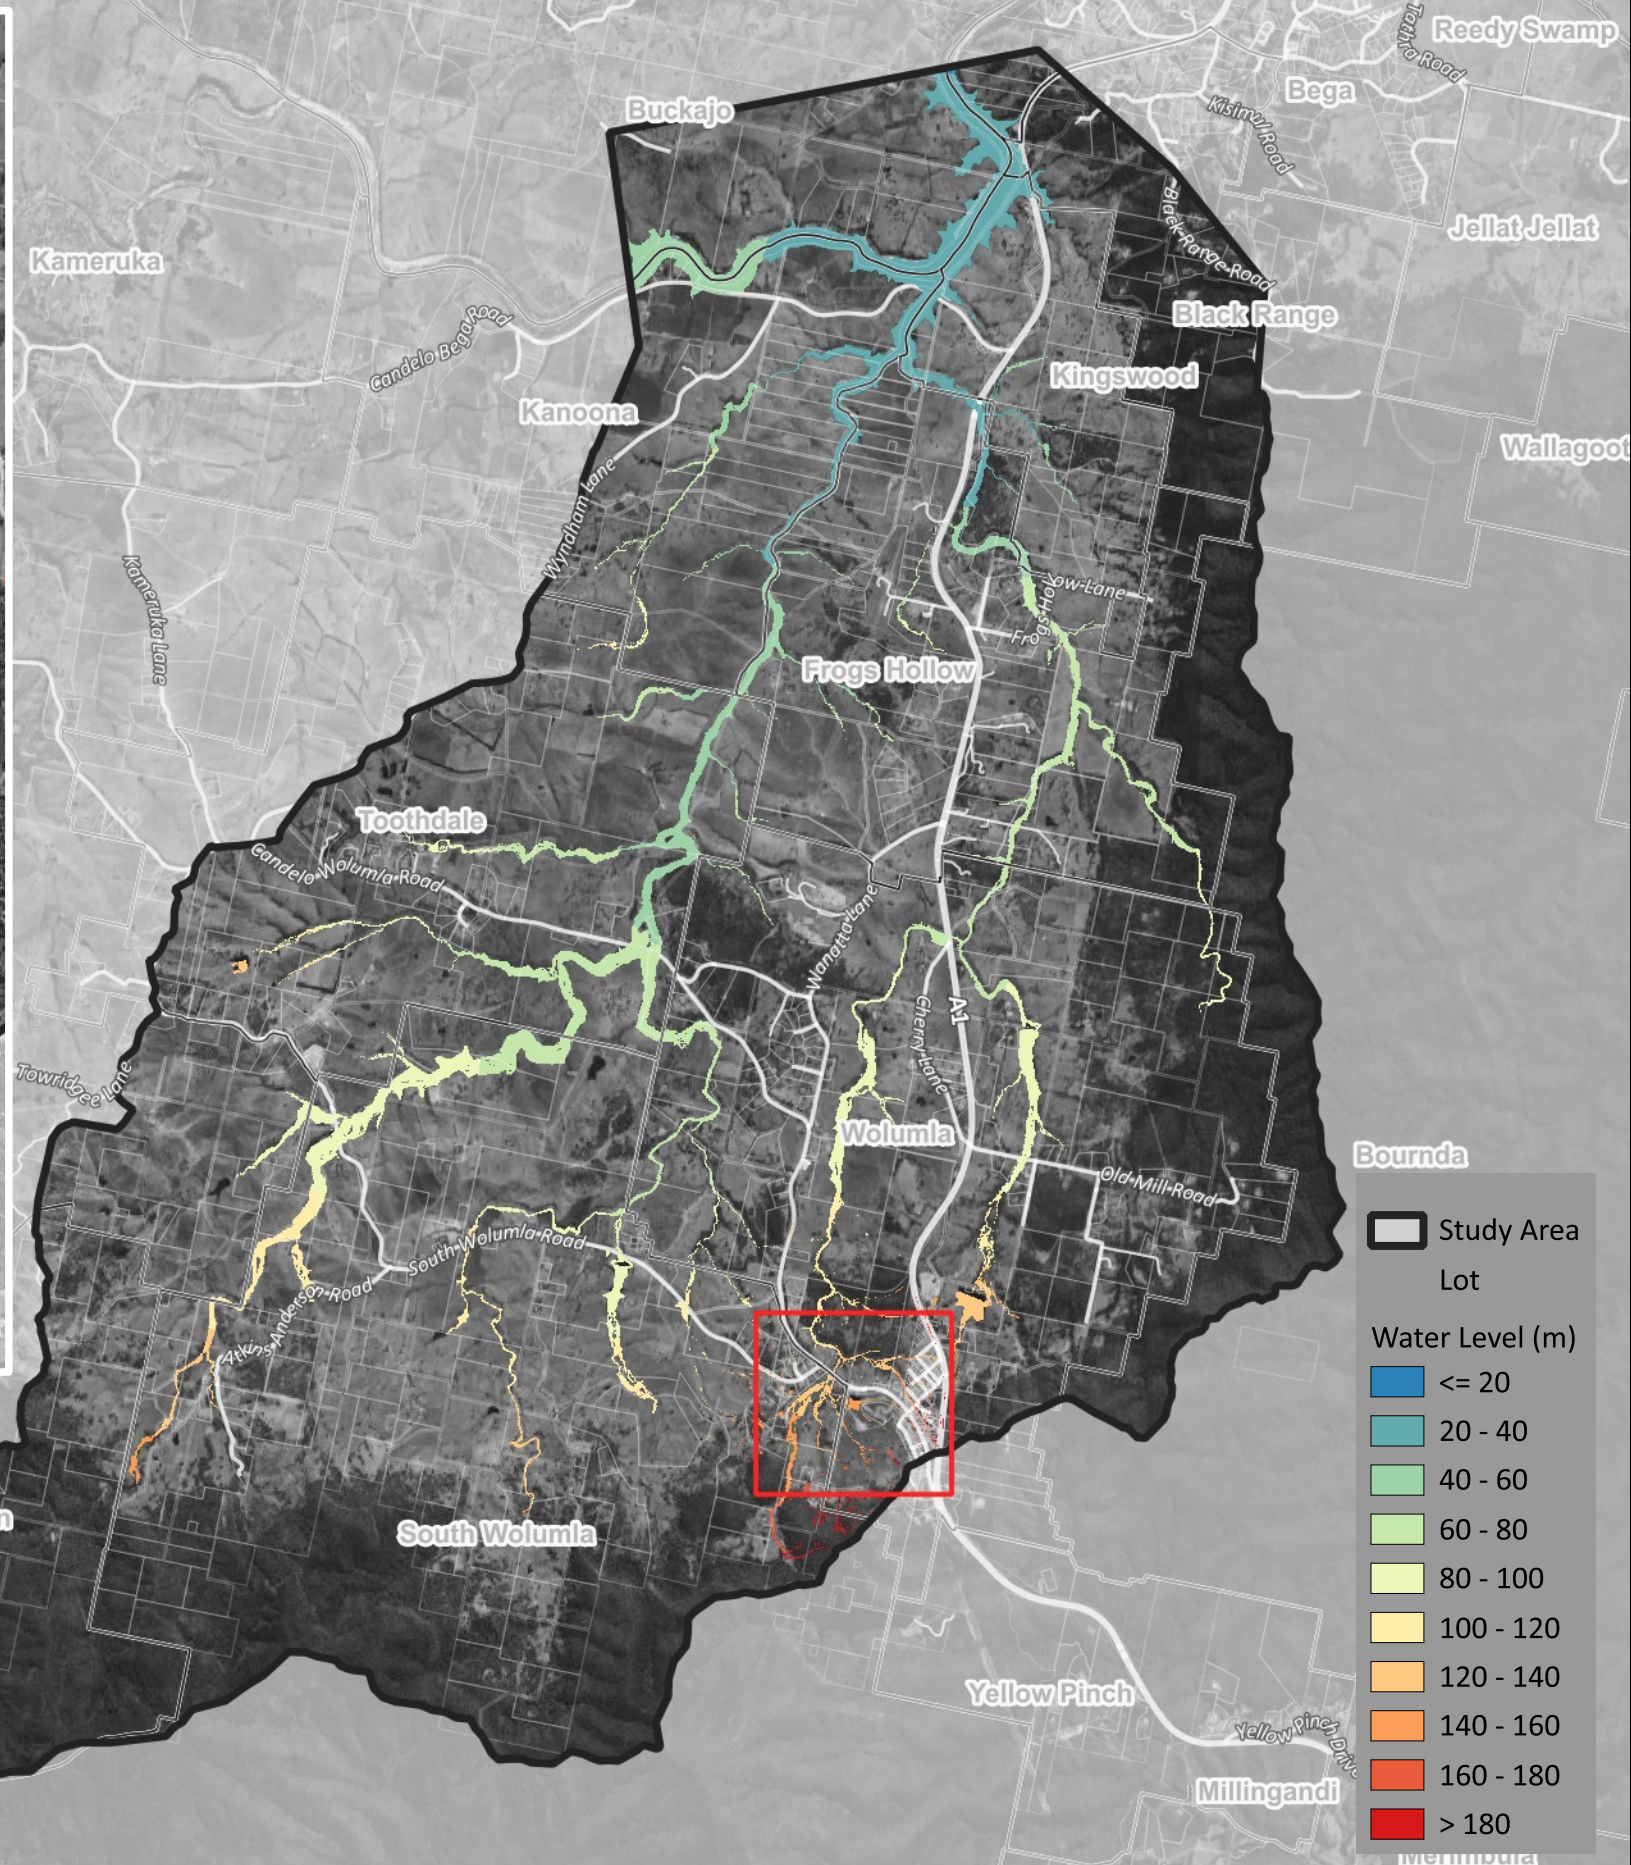 Tathra Road
Reedy Swamp
Bega
Buckajo
Kisimul Road
Black Range Road
Jellat Jellat
Kameruka
Black Range
Candelo Bega Road
Kingswood
Kanoona
Wallagoot
Wyndham Lane
Kameruka Lane
Frogs Hollow Lane
Frogs Hollow
Toothdale
Candelo Wolumla Road
Wanatta Lane
Cherry Lane
A1
Towridgee Lane
Wolumla
Old Mill Road
Bournda
South Wolumla Road
Atkins Anderson Road
South Wolumla
Yellow Pinch
Yellow Pinch Drive
Millingandi
Merimbula
Study Area
Lot
Water Level (m)
<= 20
20 - 40
40 - 60
60 - 80
80 - 100
100 - 120
120 - 140
140 - 160
160 - 180
> 180